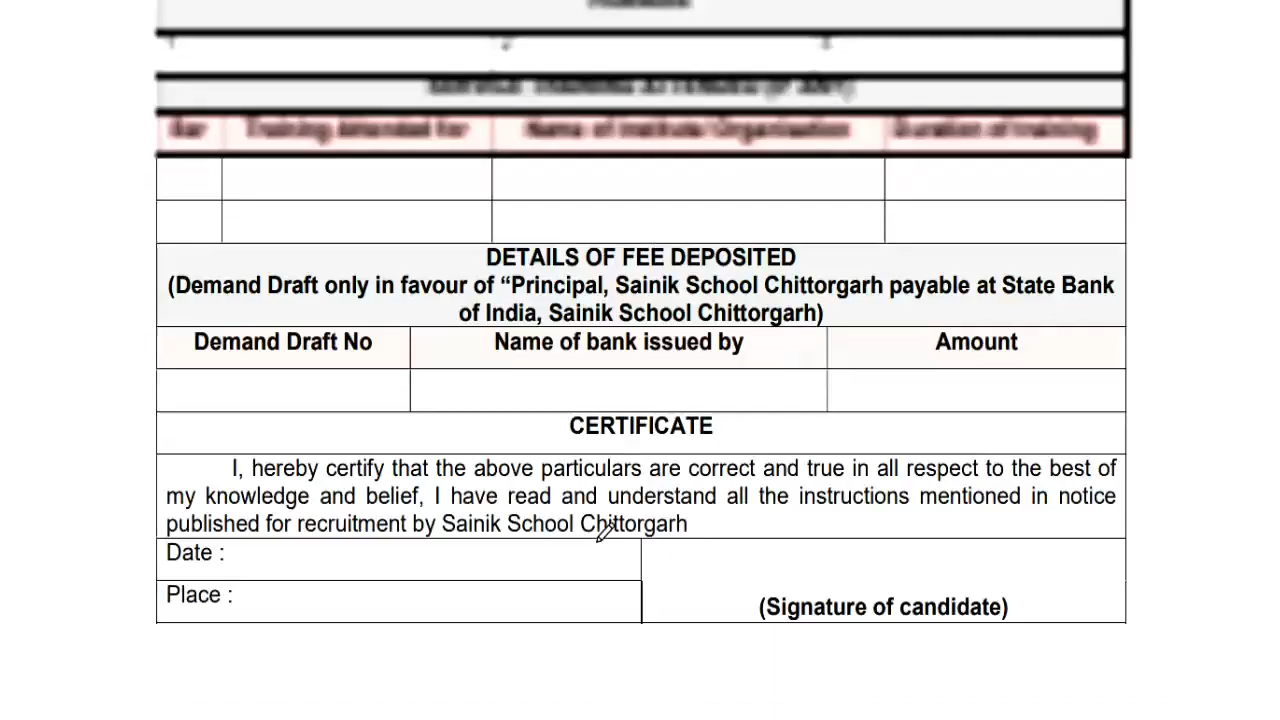 DETAILS OF FEE DEPOSITED
(Demand Draft only in favour of “Principal, Sainik School Chittorgarh payable at State Bank
of India, Sainik School Chittorgarh)
Demand Draft No Name of bank issued by Amount
CERTIFICATE
I, hereby certify that the above particulars are correct and true in all respect to the best of
my knowledge and belief, I have read and understand all the instructions mentioned in notice
published for recruitment by Sainik School Chittorgarh
Date :
Place :
(Signature of candidate)